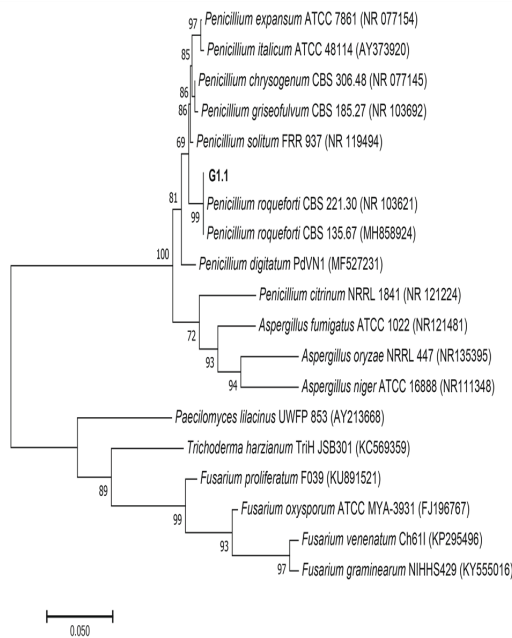 97
Penicillium expansum ATCC 7861 (NR 077154)
Penicillium italicum ATCC 48114 (AY373920)
85
Penicillium chrysogenum CBS 306.48 (NR 077145)
86
Penicillium griseofulvum CBS 185.27 (NR 103692)
86
Penicillium solitum FRR 937 (NR 119494)
69
G1.1
Penicillium roqueforti CBS 221.30 (NR 103621)
99
Penicillium roqueforti CBS 135.67 (MH858924)
81
Penicillium digitatum PdVN1 (MF527231)
100
Penicillium citrinum NRRL 1841 (NR 121224)
Aspergillus fumigatus ATCC 1022 (NR121481)
72
Aspergillus oryzae NRRL 447 (NR135395)
93
Aspergillus niger ATCC 16888 (NR111348)
94
Paecilomyces lilacinus UWFP 853 (AY213668)
Trichoderma harzianum TriH JSB301 (KC569359)
89
Fusarium proliferatum F039 (KU891521)
99
Fusarium oxysporum ATCC MYA-3931 (FJ196767)
93
Fusarium venenatum Ch61I (KP295496)
97
Fusarium graminearum NIHHS429 (KY555016)
0.050